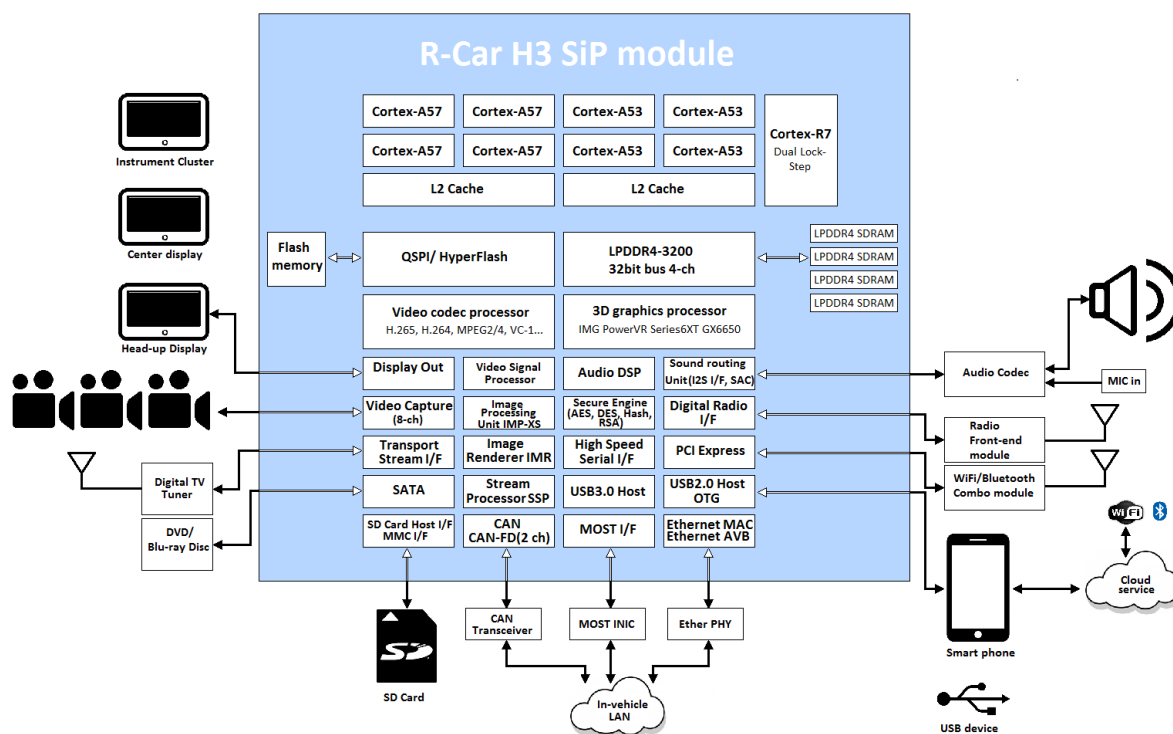 R-Car H3 SiP module
Cortex-A57
Cortex-A57
Cortex-A53
Cortex-A53
Cortex-R7
Dual Lock-
Step
Cortex-A57
Cortex-A57
Cortex-A53
Cortex-A53
L2 Cache
L2 Cache
Instrument Cluster
Center display
Head-up Display
Flash
memory
QSPI/ HyperFlash
LPDDR4-3200
32bit bus 4-ch
LPDDR4 SDRAM
LPDDR4 SDRAM
LPDDR4 SDRAM
LPDDR4 SDRAM
Video codec processor
H.265, H.264, MPEG2/4, VC-1...
3D graphics processor
IMG PowerVR Series6XT GX6650
Display Out
Video Signal
Processor
Audio DSP
Sound routing
Unit(I2S I/F, SAC)
Audio Codec
MIC in
Video Capture
(8-ch)
Image
Processing
Unit IMP-XS
Secure Engine
(AES, DES, Hash,
RSA)
Digital Radio
I/F
Radio
Front-end
module
Transport
Stream I/F
Image
Renderer IMR
High Speed
Serial I/F
PCI Express
WiFi/Bluetooth
Combo module
Digital TV
Tuner
SATA
Stream
Processor SSP
USB3.0 Host
USB2.0 Host
OTG
DVD/
Blu-ray Disc
SD Card Host I/F
MMC I/F
CAN
CAN-FD(2 ch)
MOST I/F
Ethernet MAC
Ethernet AVB
WiFi
Cloud
service
SD
SD Card
CAN
Transceiver
MOST INIC
Ether PHY
In-vehicle
LAN
Smart phone
USB device